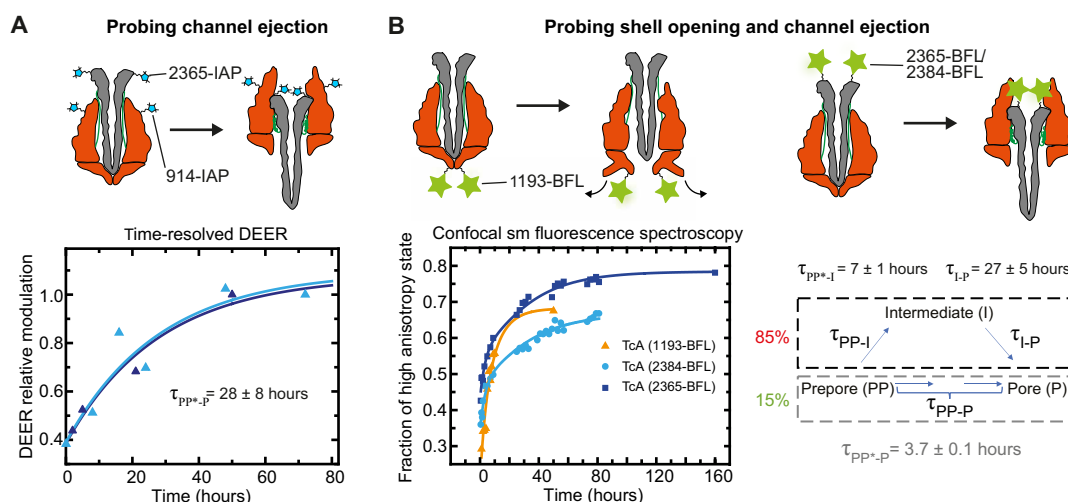 A
Probing channel ejection
2365-IAP
914-IAP
Time-resolved DEER
DEER relative modulation
1.0
0.8
0.6
0.4
τPP*-P = 28 ± 8 hours
0 20 40 60 80
Time (hours)
B
Probing shell opening and channel ejection
1193-BFL
2365-BFL/
2384-BFL
Confocal sm fluorescence spectroscopy
Fraction of high anisotropy state
0.8
0.7
0.6
0.5
0.4
0.3
TcA (1193-BFL)
TcA (2384-BFL)
TcA (2365-BFL)
0 40 80 120 160
Time (hours)
τPP*-I = 7 ± 1 hours τI-P = 27 ± 5 hours
85%
Intermediate (I)
τPP-I τI-P
15%
Prepore (PP) Pore (P)
τPP-P
τPP*-P = 3.7 ± 0.1 hours